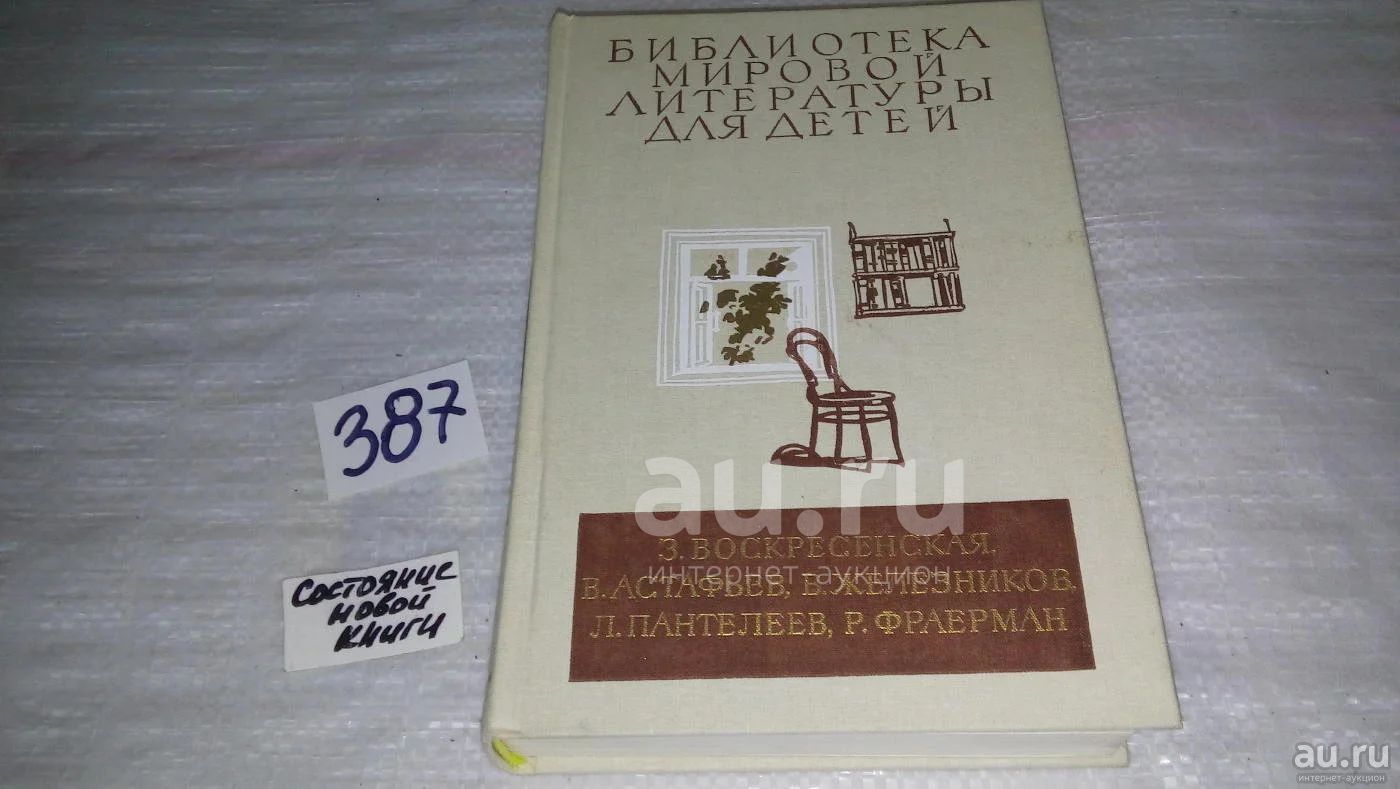 БИБЛИОТЕКА
МИРОВОЙ
ЛИТЕРАТУРЫ
ДЛЯ ДЕТЕЙ
387
СОСТОЯНИЕ
НОВОЙ
КНИГИ
au.ru
интернет-аукцион
З. ВОСКРЕСЕНСКАЯ,
В. АСТАФЬЕВ, В. ЖЕЛЕЗНИКОВ,
Л. ПАНТЕЛЕЕВ, Р. ФРАЕРМАН
au.ru
интернет-аукцион